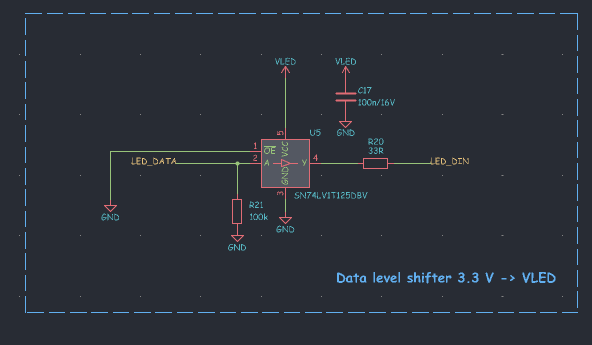 VLED
VLED
C17
100n/16V
GND
5
U5
R20
33R
1
OE
VCC
LED_DATA
2
A
Y
4
LED_DIN
GND
3
SN74LV1T125DBV
R21
100k
GND
GND
GND
Data level shifter 3.3 V -> VLED